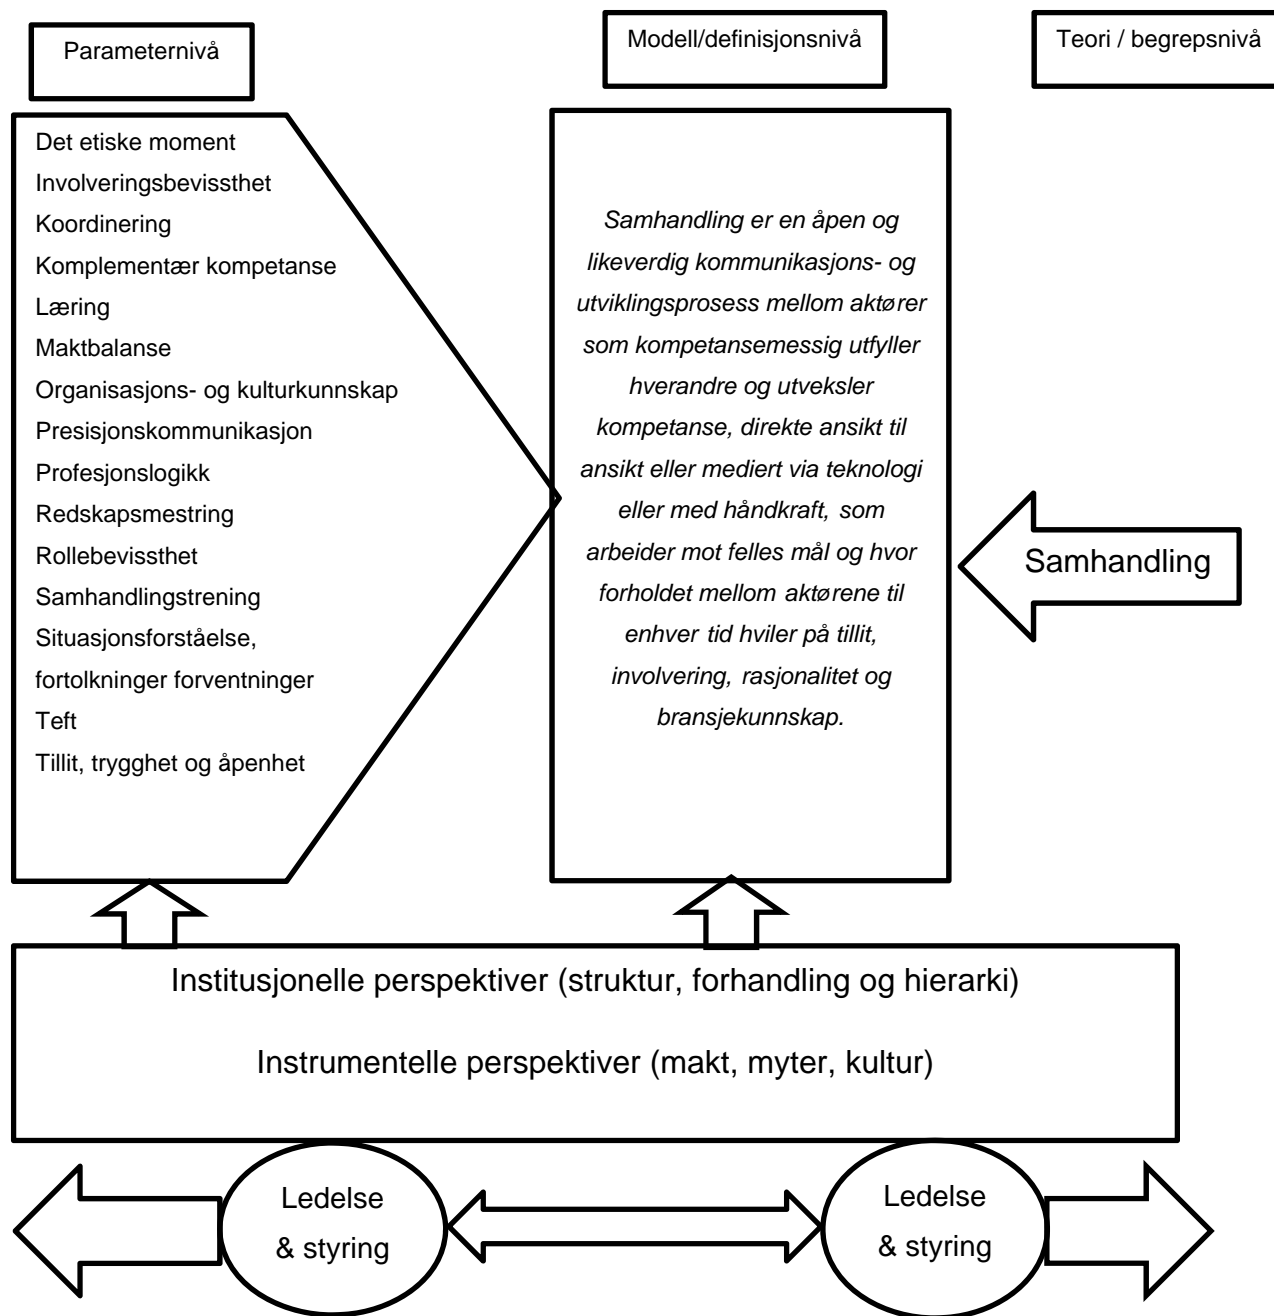 Parameternivå
Modell/definisjonsnivå
Teori / begrepsnivå
Det etiske moment
Involveringsbevissthet
Koordinering
Komplementær kompetanse
Læring
Maktbalanse
Organisasjons- og kulturkunnskap
Presisjonskommunikasjon
Profesjonslogikk
Redskapsmestring
Rollebevissthet
Samhandlingstrening
Situasjonsforståelse,
fortolkninger forventninger
Teft
Tillit, trygghet og åpenhet
Samhandling er en åpen og
likeverdig kommunikasjons- og
utviklingsprosess mellom aktører
som kompetansemessig utfyller
hverandre og utveksler
kompetanse, direkte ansikt til
ansikt eller mediert via teknologi
eller med håndkraft, som
arbeider mot felles mål og hvor
forholdet mellom aktørene til
enhver tid hviler på tillit,
involvering, rasjonalitet og
bransjekunnskap.
Samhandling
Institusjonelle perspektiver (struktur, forhandling og hierarki)
Instrumentelle perspektiver (makt, myter, kultur)
Ledelse
& styring
Ledelse
& styring